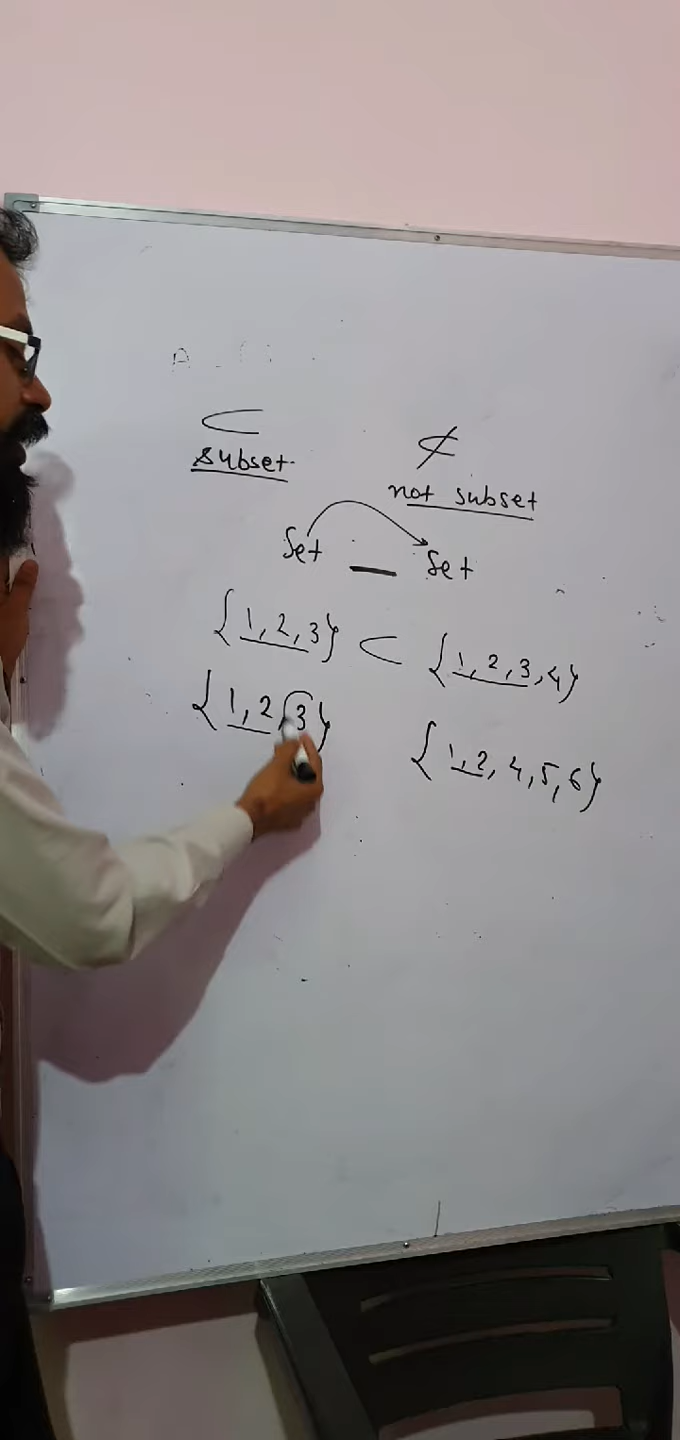 ⊂ ⊄
subset. not subset
Set — Set
{1, 2, 3} ⊂ {1, 2, 3, 4}
{1, 2, 3} {1, 2, 4, 5, 6}